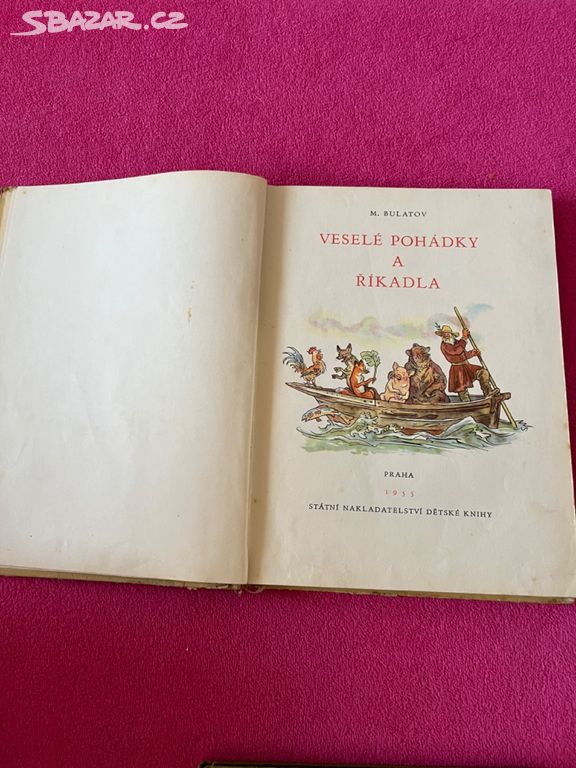 SBAZAR.CZ
M. BULATOV
VESELÉ POHÁDKY
A
ŘÍKADLA
PRAHA
1955
STÁTNÍ NAKLADATELSTVÍ DĚTSKÉ KNIHY